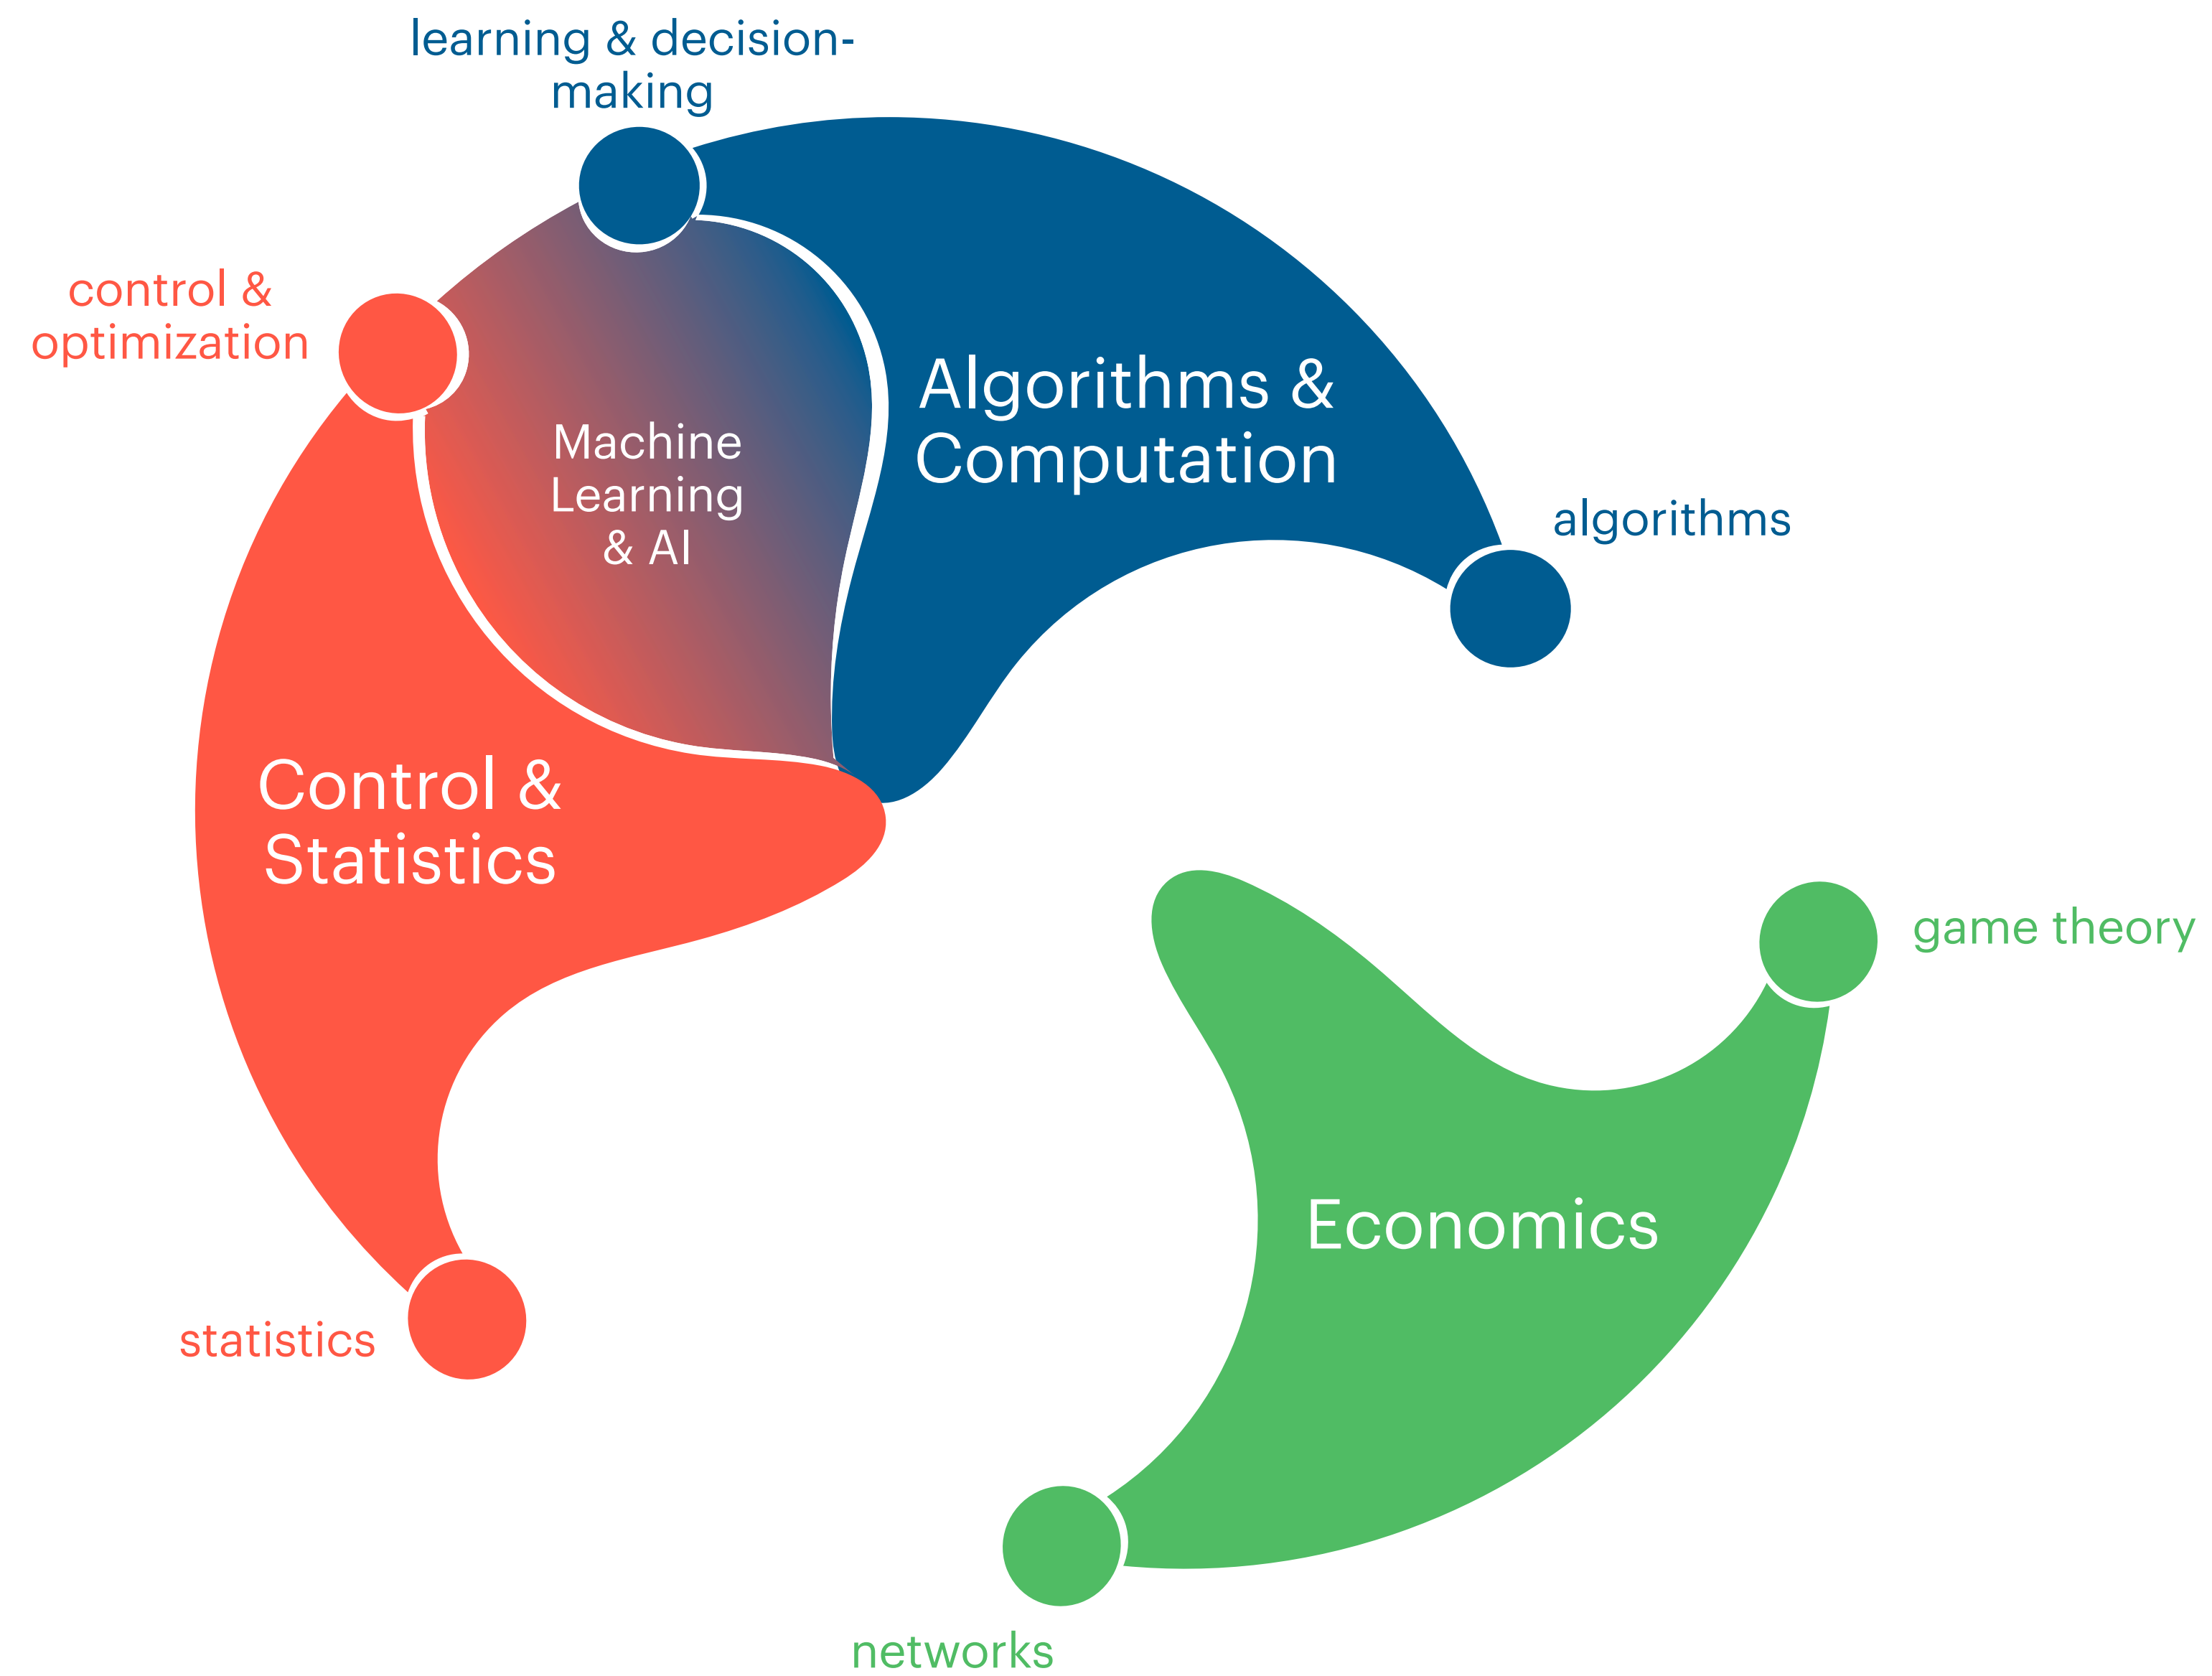 learning & decision-
making
control &
optimization
Machine
Learning
& AI
Algorithms &
Computation
algorithms
Control &
Statistics
game theory
Economics
statistics
networks